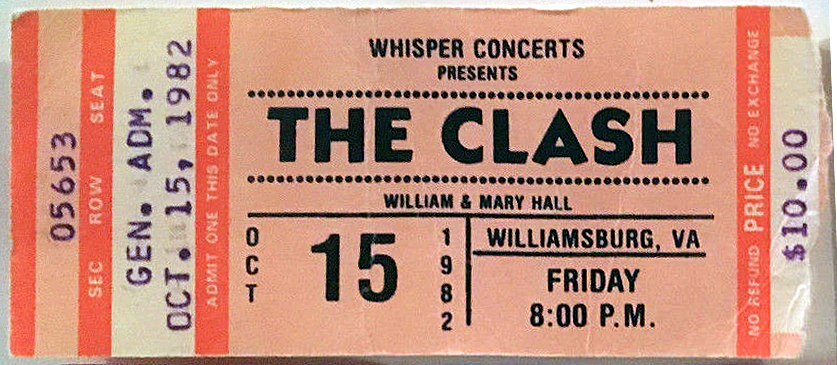 05653
SEC ROW SEAT
GEN. ADM.
OCT. 15, 1982
ADMIT ONE THIS DATE ONLY
WHISPER CONCERTS
PRESENTS
THE CLASH
WILLIAM & MARY HALL
OCT
15
1982
WILLIAMSBURG, VA
FRIDAY
8:00 P.M.
NO REFUND PRICE NO EXCHANGE
$10.00